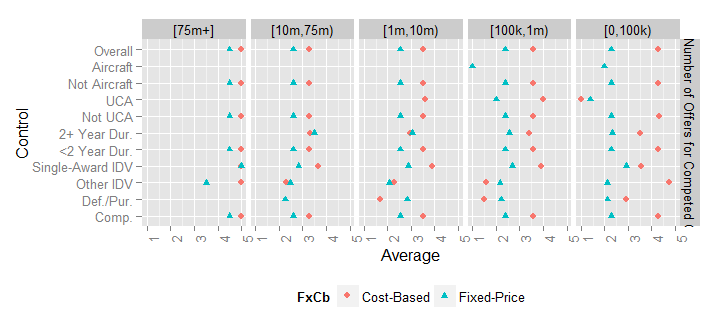 [75m+] [10m,75m) [1m,10m) [100k,1m) [0,100k)
Overall
Aircraft
Not Aircraft
UCA
Not UCA
2+ Year Dur.
<2 Year Dur.
Single-Award IDV
Other IDV
Def./Pur.
Comp.
Control
Number of Offers for Competed (
1 2 3 4 5 1 2 3 4 5 1 2 3 4 5 1 2 3 4 5 1 2 3 4 5
Average
FxCb Cost-Based Fixed-Price